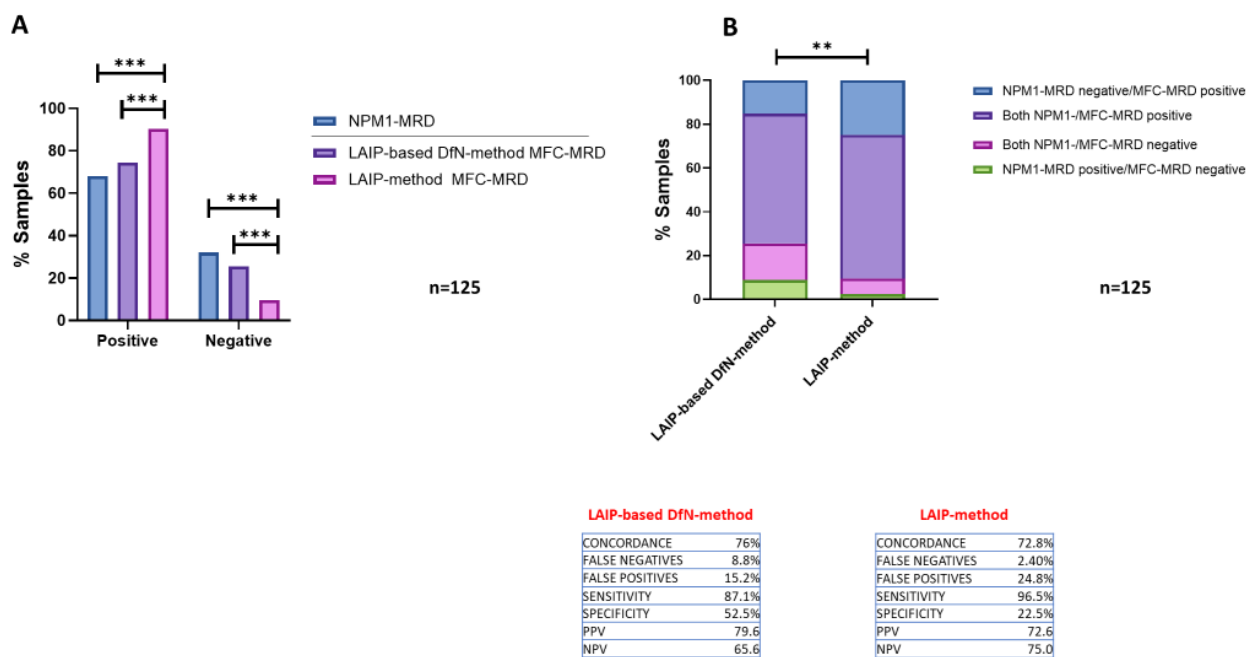 A
***
***
***
***
100
80
60
40
20
0
% Samples
Positive
Negative
NPM1-MRD
LAIP-based DfN-method MFC-MRD
LAIP-method MFC-MRD
n=125
B
**
100
80
60
40
20
0
% Samples
LAIP-based DfN-method
LAIP-method
NPM1-MRD negative/MFC-MRD positive
Both NPM1-/MFC-MRD positive
Both NPM1-/MFC-MRD negative
NPM1-MRD positive/MFC-MRD negative
n=125
LAIP-based DfN-method
CONCORDANCE 76%
FALSE NEGATIVES 8.8%
FALSE POSITIVES 15.2%
SENSITIVITY 87.1%
SPECIFICITY 52.5%
PPV 79.6
NPV 65.6
LAIP-method
CONCORDANCE 72.8%
FALSE NEGATIVES 2.40%
FALSE POSITIVES 24.8%
SENSITIVITY 96.5%
SPECIFICITY 22.5%
PPV 72.6
NPV 75.0